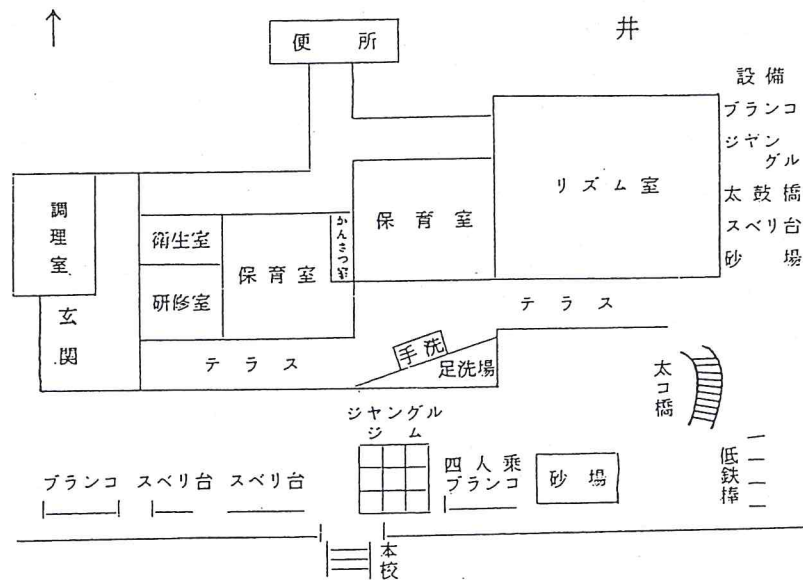 便所
井
設備
ブランコ
ジヤン
グル
太鼓橋
スベリ台
砂場
リズム室
調理室
衛生室
保育室
かんさつ室
保育室
研修室
玄関
テラス
テラス
手洗
足洗場
太コ橋
ジヤングル
ジム
ブランコ
スベリ台
スベリ台
四人乗
ブランコ
砂場
低鉄棒
本校